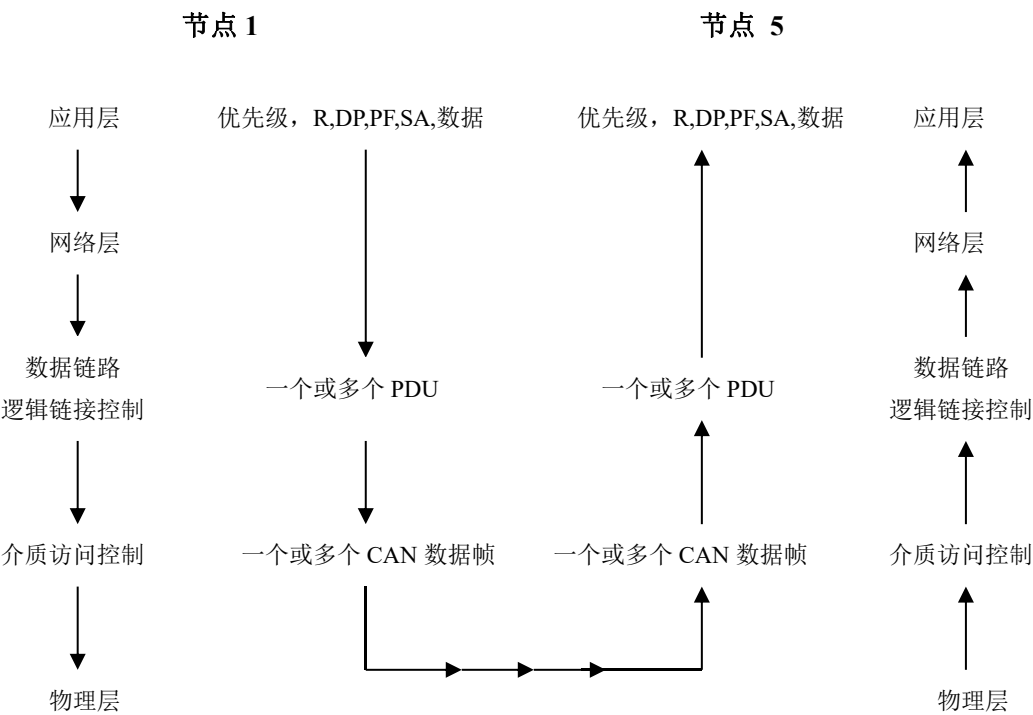 节点 1 节点 5
应用层 优先级，R,DP,PF,SA,数据 优先级，R,DP,PF,SA,数据 应用层
网络层 网络层
数据链路 数据链路
一个或多个 PDU 一个或多个 PDU
逻辑链接控制 逻辑链接控制
介质访问控制 一个或多个 CAN 数据帧 一个或多个 CAN 数据帧 介质访问控制
物理层 物理层